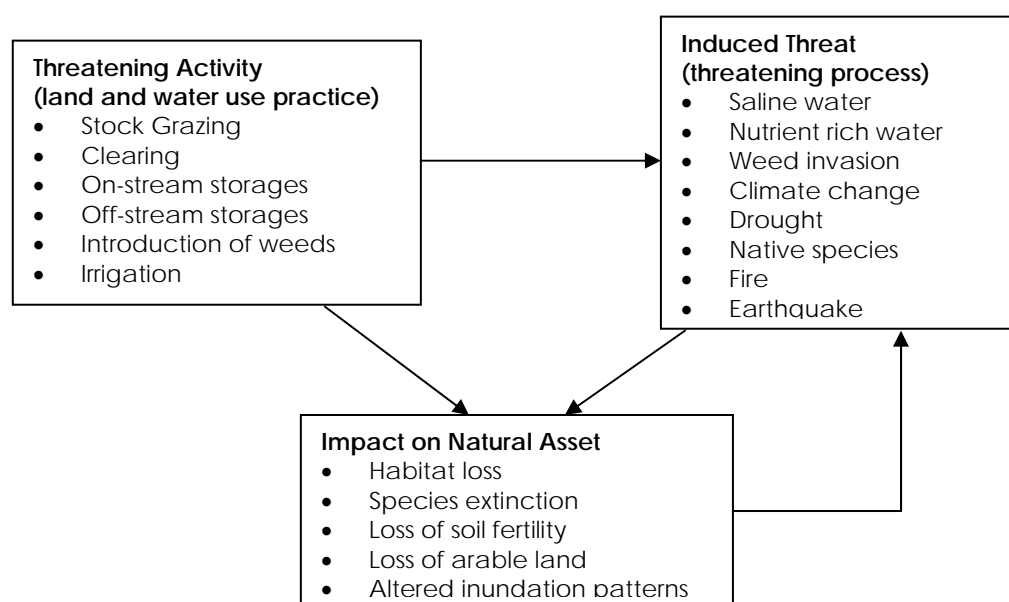 Threatening Activity
(land and water use practice)
• Stock Grazing
• Clearing
• On-stream storages
• Off-stream storages
• Introduction of weeds
• Irrigation
Induced Threat
(threatening process)
• Saline water
• Nutrient rich water
• Weed invasion
• Climate change
• Drought
• Native species
• Fire
• Earthquake
Impact on Natural Asset
• Habitat loss
• Species extinction
• Loss of soil fertility
• Loss of arable land
• Altered inundation patterns